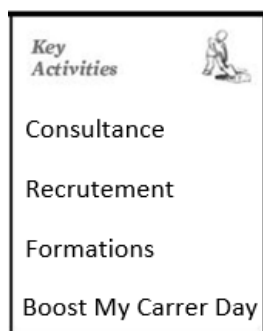 Key
Activities
Consultance
Recrutement
Formations
Boost My Carrer Day